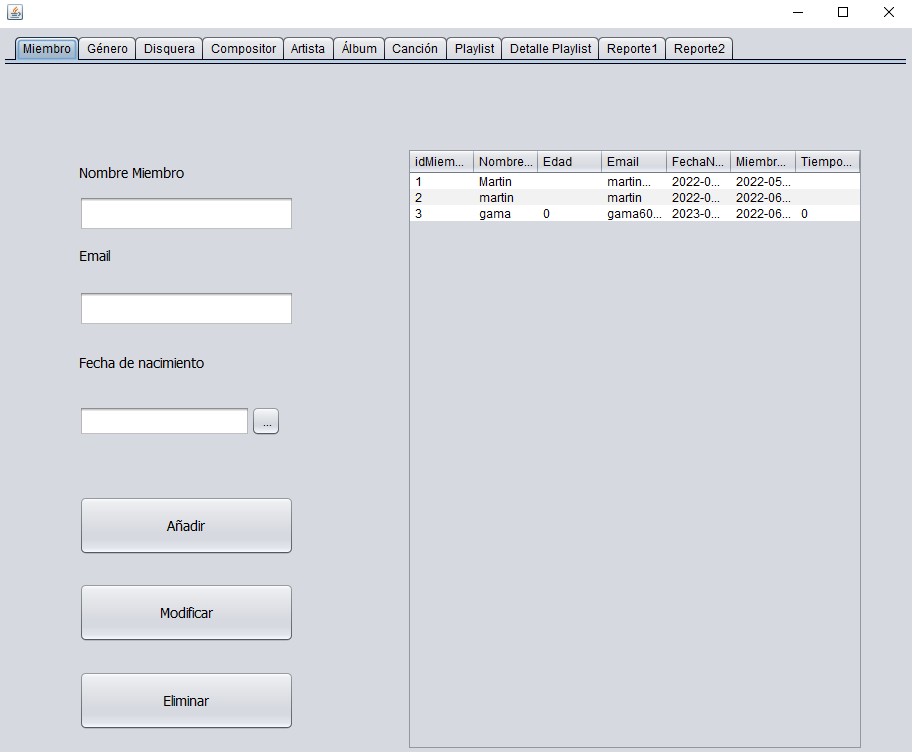 Miembro Género Disquera Compositor Artista Álbum Canción Playlist Detalle Playlist Reporte1 Reporte2
Nombre Miembro
Email
Fecha de nacimiento
...
Añadir
Modificar
Eliminar
idMiem... Nombre... Edad Email FechaN... Miembr... Tiempo...
1 Martin martin... 2022-0... 2022-05...
2 martin martin 2022-0... 2022-06...
3 gama 0 gama60... 2023-0... 2022-06... 0